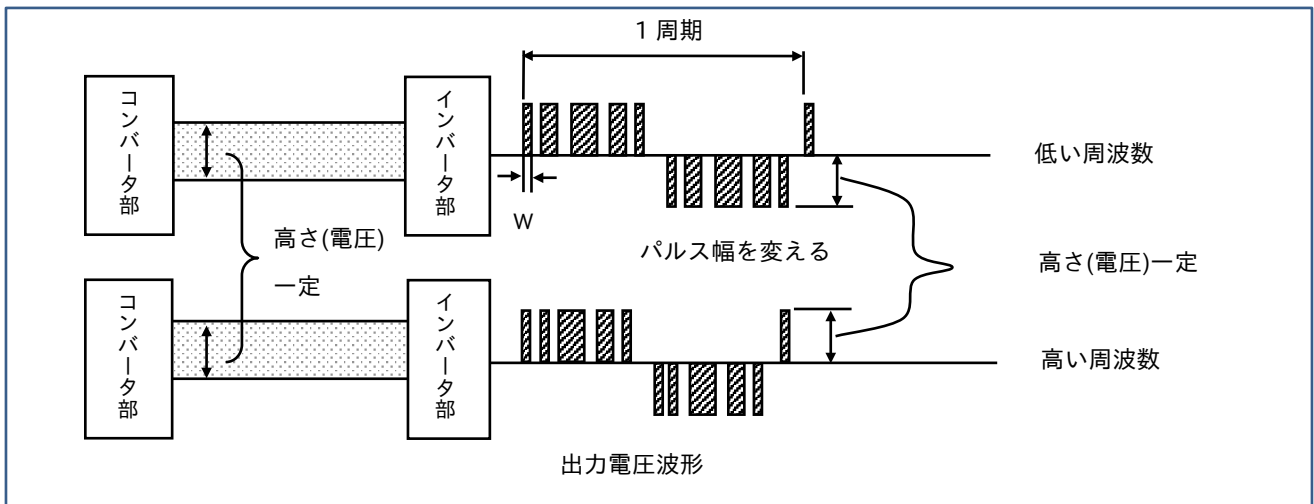 1 周期
コンバータ部
インバータ部
低い周波数
W
高さ(電圧)
一定
パルス幅を変える
高さ(電圧)一定
コンバータ部
インバータ部
高い周波数
出力電圧波形